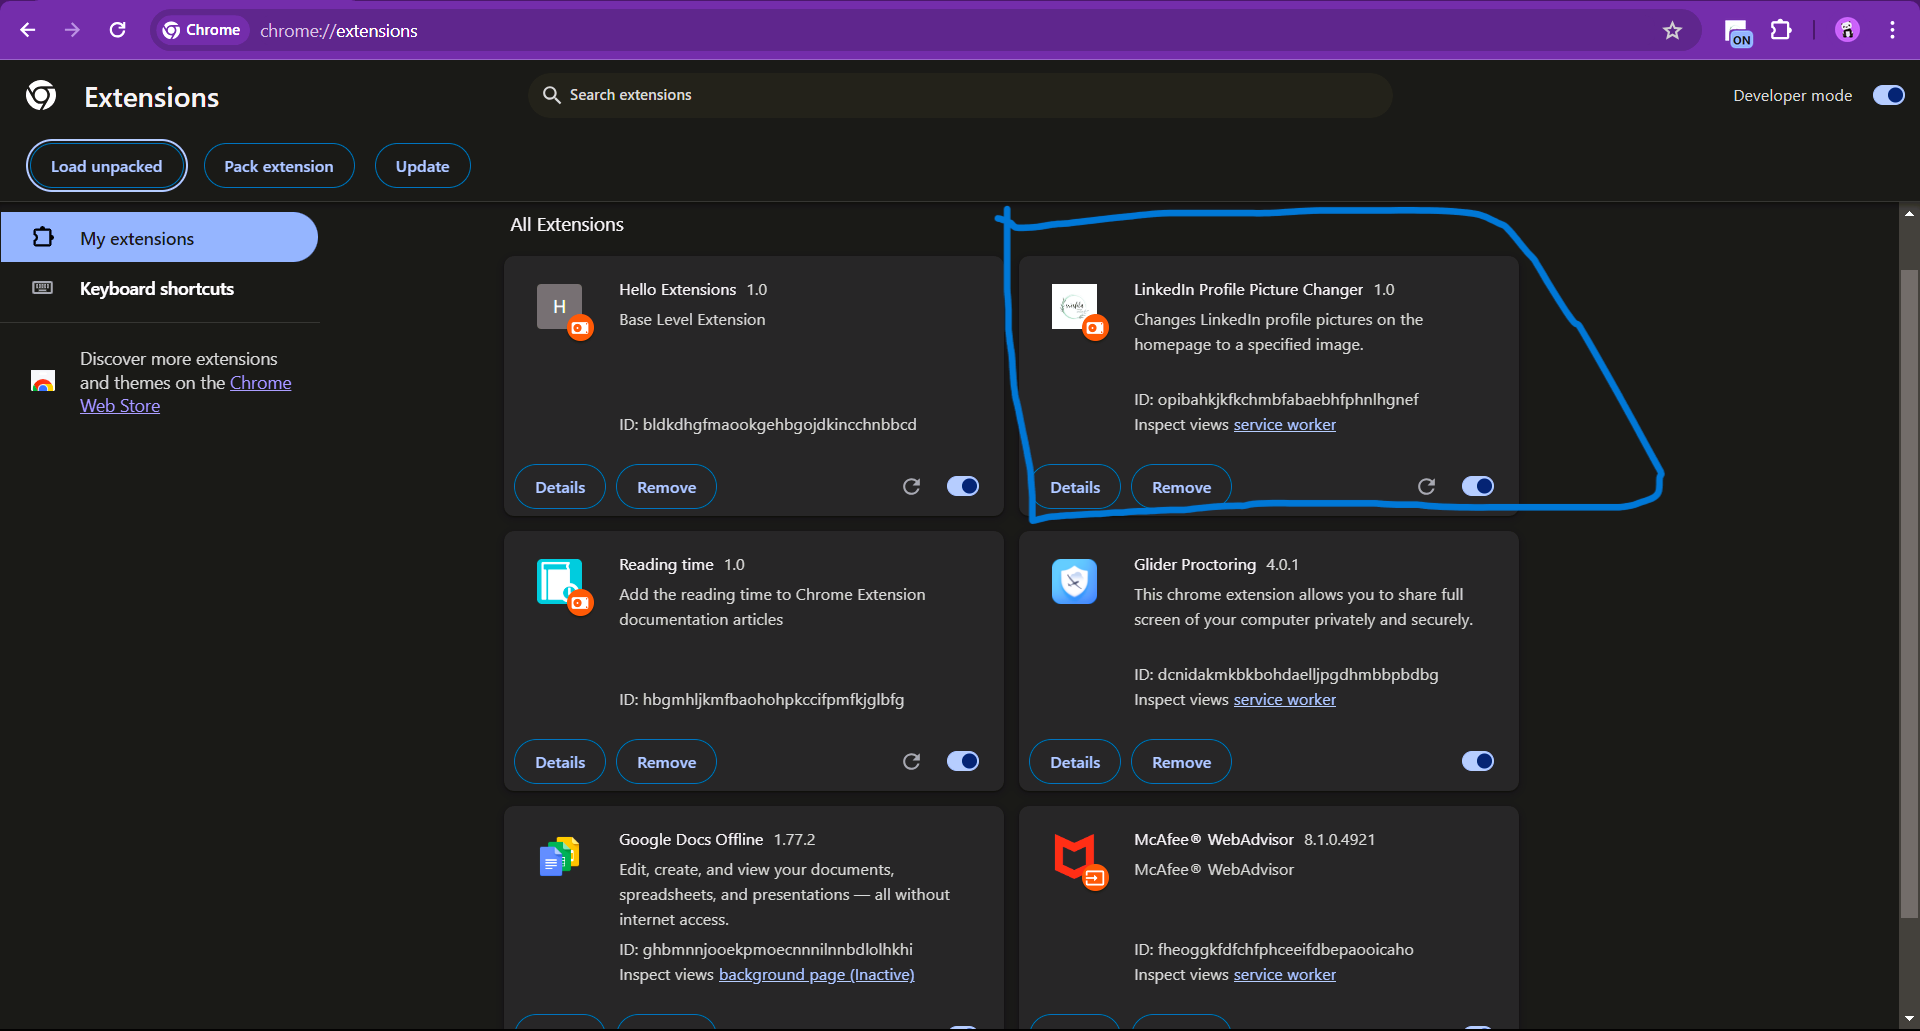 Chrome
chrome://extensions
ON
Extensions
Search extensions
Developer mode
Load unpacked
Pack extension
Update
My extensions
Keyboard shortcuts
Discover more extensions
and themes on the Chrome
Web Store
All Extensions
H
Hello Extensions 1.0
Base Level Extension
ID: bldkdhgfmaookgehbgojdkincchnbbcd
Details
Remove
LinkedIn Profile Picture Changer 1.0
Changes LinkedIn profile pictures on the
homepage to a specified image.
ID: opibahkjkfkchmbfabaebhfphnlhgnef
Inspect views service worker
Details
Remove
Reading time 1.0
Add the reading time to Chrome Extension
documentation articles
ID: hbgmhljkmfbaohohpkccifpmfkjglbfg
Details
Remove
Glider Proctoring 4.0.1
This chrome extension allows you to share full
screen of your computer privately and securely.
ID: dcnidakmkbkbohdaelljpgdhmbbpbdbg
Inspect views service worker
Details
Remove
Google Docs Offline 1.77.2
Edit, create, and view your documents,
spreadsheets, and presentations — all without
internet access.
ID: ghbmnnjooekpmoecnnnilnnbdlolhkhi
Inspect views background page (Inactive)
McAfee® WebAdvisor 8.1.0.4921
McAfee® WebAdvisor
ID: fheoggkfdfchfphceeifdbepaooicaho
Inspect views service worker